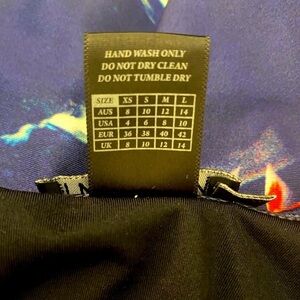 HAND WASH ONLY
DO NOT DRY CLEAN
DO NOT TUMBLE DRY
SIZE XS S M L
AUS 8 10 12 14
USA 4 6 8 10
EUR 36 38 40 42
UK 8 10 12 14